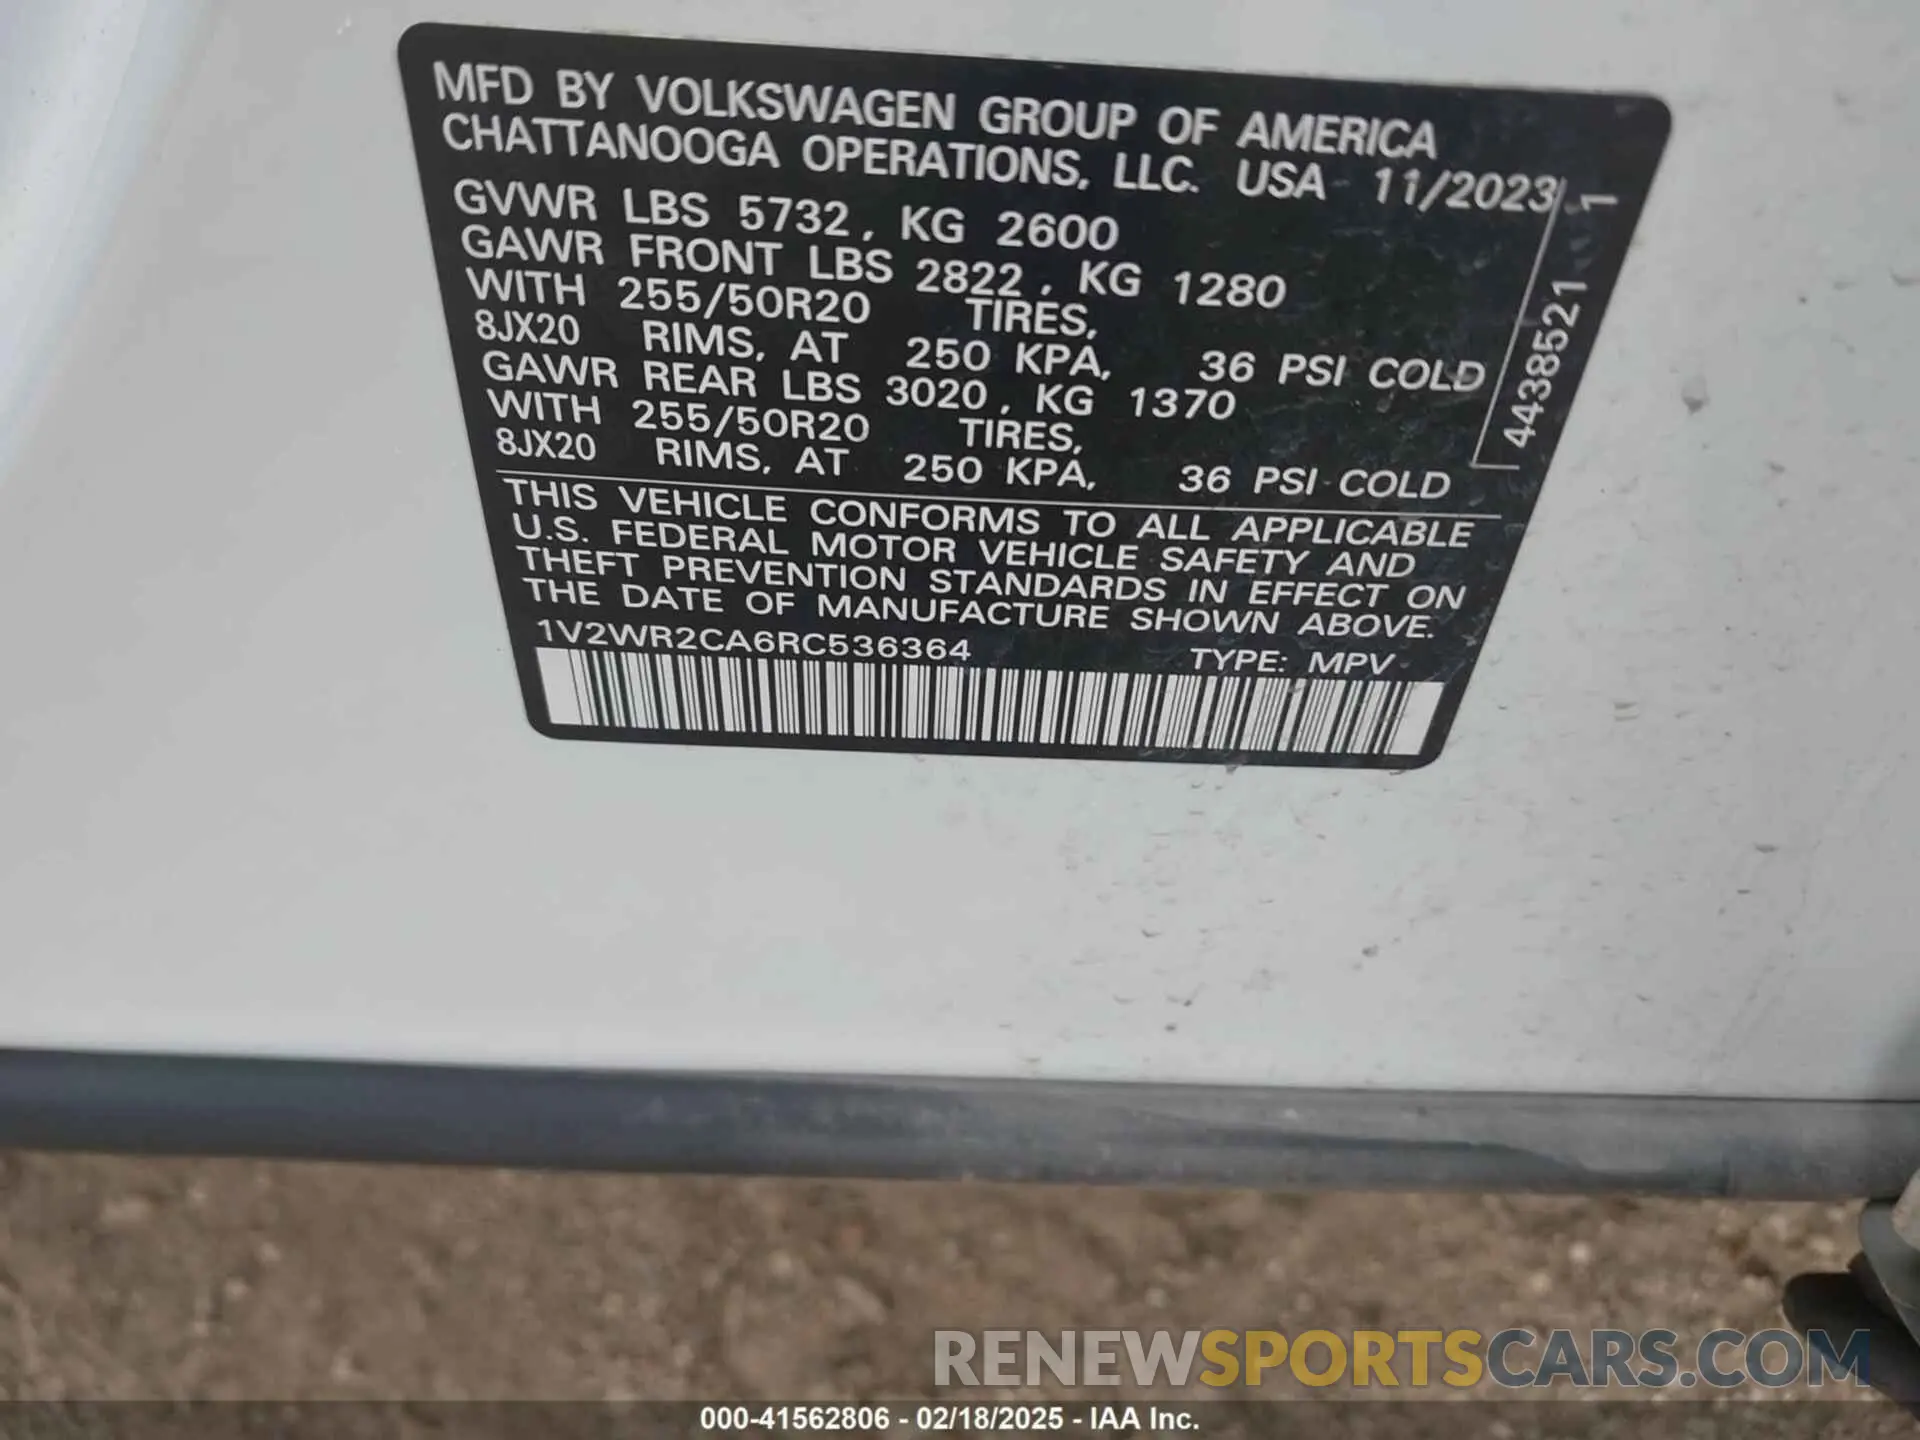 MFD BY VOLKSWAGEN GROUP OF AMERICA
CHATTANOOGA OPERATIONS, LLC. USA 11/2023
GVWR LBS 5732, KG 2600
GAWR FRONT LBS 2822, KG 1280
WITH 255/50R20 TIRES,
8JX20 RIMS, AT 250 KPA, 36 PSI COLD
GAWR REAR LBS 3020, KG 1370
WITH 255/50R20 TIRES,
8JX20 RIMS, AT 250 KPA, 36 PSI COLD
4438521 1
THIS VEHICLE CONFORMS TO ALL APPLICABLE
U.S. FEDERAL MOTOR VEHICLE SAFETY AND
THEFT PREVENTION STANDARDS IN EFFECT ON
THE DATE OF MANUFACTURE SHOWN ABOVE.
1V2WR2CA6RC536364 TYPE: MPV
RENEWSPORTSCARS.COM
000-41562806 - 02/18/2025 - IAA Inc.